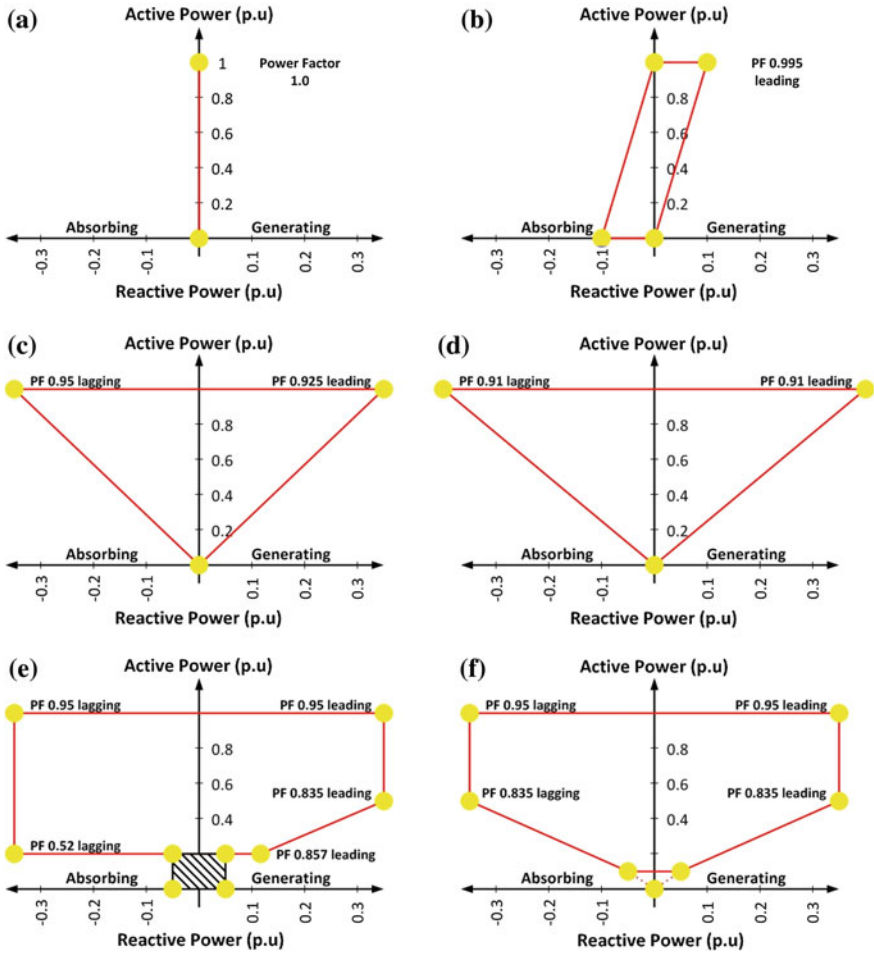 (a)
Active Power (p.u)
Power Factor
1.0
1
0.8
0.6
0.4
0.2
Absorbing
Generating
-0.3
-0.2
-0.1
0.1
0.2
0.3
Reactive Power (p.u)
(b)
Active Power (p.u)
PF 0.995
leading
0.8
0.6
0.4
0.2
Absorbing
Generating
-0.3
-0.2
-0.1
0.1
0.2
0.3
Reactive Power (p.u)
(c)
Active Power (p.u)
PF 0.95 lagging
PF 0.925 leading
0.8
0.6
0.4
0.2
Absorbing
Generating
-0.3
-0.2
-0.1
0.1
0.2
0.3
Reactive Power (p.u)
(d)
Active Power (p.u)
PF 0.91 lagging
PF 0.91 leading
0.8
0.6
0.4
0.2
Absorbing
Generating
-0.3
-0.2
-0.1
0.1
0.2
0.3
Reactive Power (p.u)
(e)
Active Power (p.u)
PF 0.95 lagging
PF 0.95 leading
0.8
0.6
PF 0.835 leading
0.4
PF 0.52 lagging
PF 0.857 leading
Absorbing
Generating
-0.3
-0.2
-0.1
0.1
0.2
0.3
Reactive Power (p.u)
(f)
Active Power (p.u)
PF 0.95 lagging
PF 0.95 leading
0.8
0.6
PF 0.835 lagging
PF 0.835 leading
0.4
0.2
Absorbing
Generating
-0.3
-0.2
-0.1
0.1
0.2
0.3
Reactive Power (p.u)